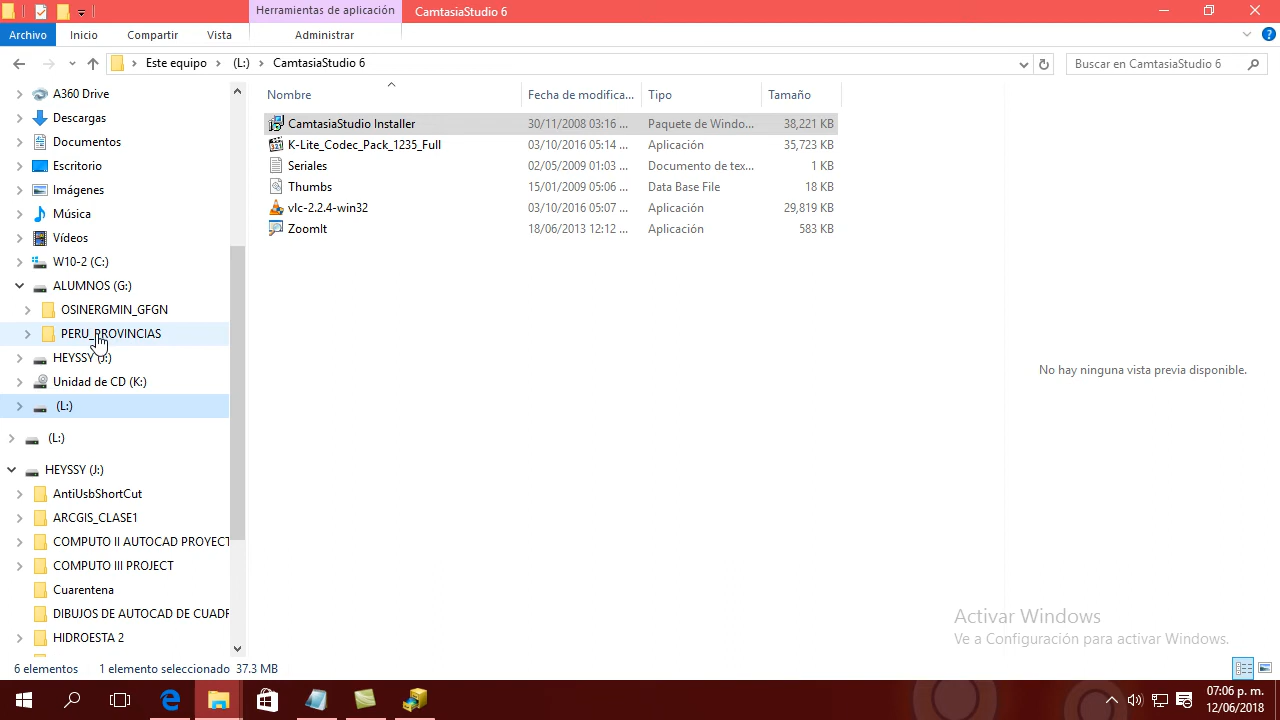 Herramientas de aplicación
CamtasiaStudio 6
Archivo
Inicio
Compartir
Vista
Administrar
Este equipo
(L:)
CamtasiaStudio 6
Buscar en CamtasiaStudio 6
A360 Drive
Descargas
Documentos
Escritorio
Imágenes
Música
Vídeos
W10-2 (C:)
ALUMNOS (G:)
OSINERGMIN_GFGN
PERU_PROVINCIAS
HEYSSY (J:)
Unidad de CD (K:)
(L:)
(L:)
HEYSSY (J:)
AntiUsbShortCut
ARCGIS_CLASE1
COMPUTO II AUTOCAD PROYECT
COMPUTO III PROJECT
Cuarentena
DIBUJOS DE AUTOCAD DE CUADR
HIDROESTA 2
Nombre Fecha de modifica... Tipo Tamaño
CamtasiaStudio Installer 30/11/2008 03:16 ... Paquete de Windo... 38,221 KB
K-Lite_Codec_Pack_1235_Full 03/10/2016 05:14 ... Aplicación 35,723 KB
Seriales 02/05/2009 01:03 ... Documento de tex... 1 KB
Thumbs 15/01/2009 05:06 ... Data Base File 18 KB
vlc-2.2.4-win32 03/10/2016 05:07 ... Aplicación 29,819 KB
ZoomIt 18/06/2013 12:12 ... Aplicación 583 KB
No hay ninguna vista previa disponible.
Activar Windows
Ve a Configuración para activar Windows.
6 elementos 1 elemento seleccionado 37.3 MB
07:06 p. m.
12/06/2018